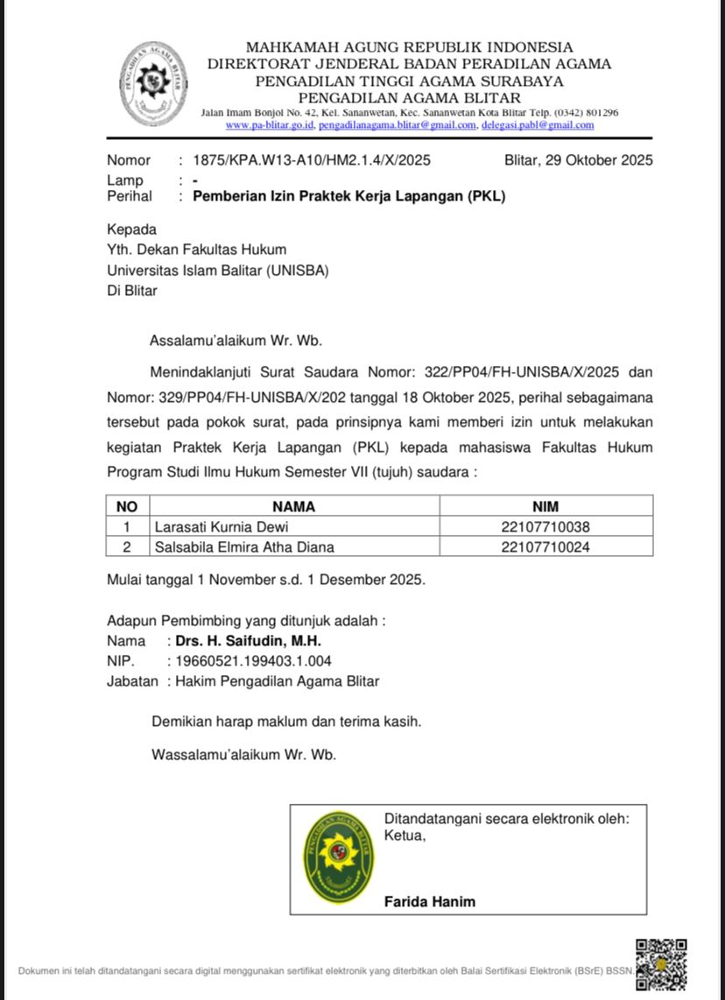 PENGADILAN AGAMA BLITAR
MAHKAMAH AGUNG REPUBLIK INDONESIA
DIREKTORAT JENDERAL BADAN PERADILAN AGAMA
PENGADILAN TINGGI AGAMA SURABAYA
PENGADILAN AGAMA BLITAR
Jalan Imam Bonjol No. 42, Kel. Sananwetan, Kec. Sananwetan Kota Blitar Telp. (0342) 801296
www.pa-blitar.go.id, pengadilanagama.blitar@gmail.com, delegasi.pabl@gmail.com
Nomor : 1875/KPA.W13-A10/HM2.1.4/X/2025 Blitar, 29 Oktober 2025
Lamp : -
Perihal : Pemberian Izin Praktek Kerja Lapangan (PKL)
Kepada
Yth. Dekan Fakultas Hukum
Universitas Islam Balitar (UNISBA)
Di Blitar
Assalamu'alaikum Wr. Wb.
Menindaklanjuti Surat Saudara Nomor: 322/PP04/FH-UNISBA/X/2025 dan
Nomor: 329/PP04/FH-UNISBA/X/202 tanggal 18 Oktober 2025, perihal sebagaimana
tersebut pada pokok surat, pada prinsipnya kami memberi izin untuk melakukan
kegiatan Praktek Kerja Lapangan (PKL) kepada mahasiswa Fakultas Hukum
Program Studi Ilmu Hukum Semester VII (tujuh) saudara :
NO NAMA NIM
1 Larasati Kurnia Dewi 22107710038
2 Salsabila Elmira Atha Diana 22107710024
Mulai tanggal 1 November s.d. 1 Desember 2025.
Adapun Pembimbing yang ditunjuk adalah :
Nama : Drs. H. Saifudin, M.H.
NIP. : 19660521.199403.1.004
Jabatan : Hakim Pengadilan Agama Blitar
Demikian harap maklum dan terima kasih.
Wassalamu'alaikum Wr. Wb.
PENGADILAN AGAMA BLITAR
Ditandatangani secara elektronik oleh:
Ketua,
Farida Hanim
Dokumen ini telah ditandatangani secara digital menggunakan sertifikat elektronik yang diterbitkan oleh Balai Sertifikasi Elektronik (BSrE) BSSN.